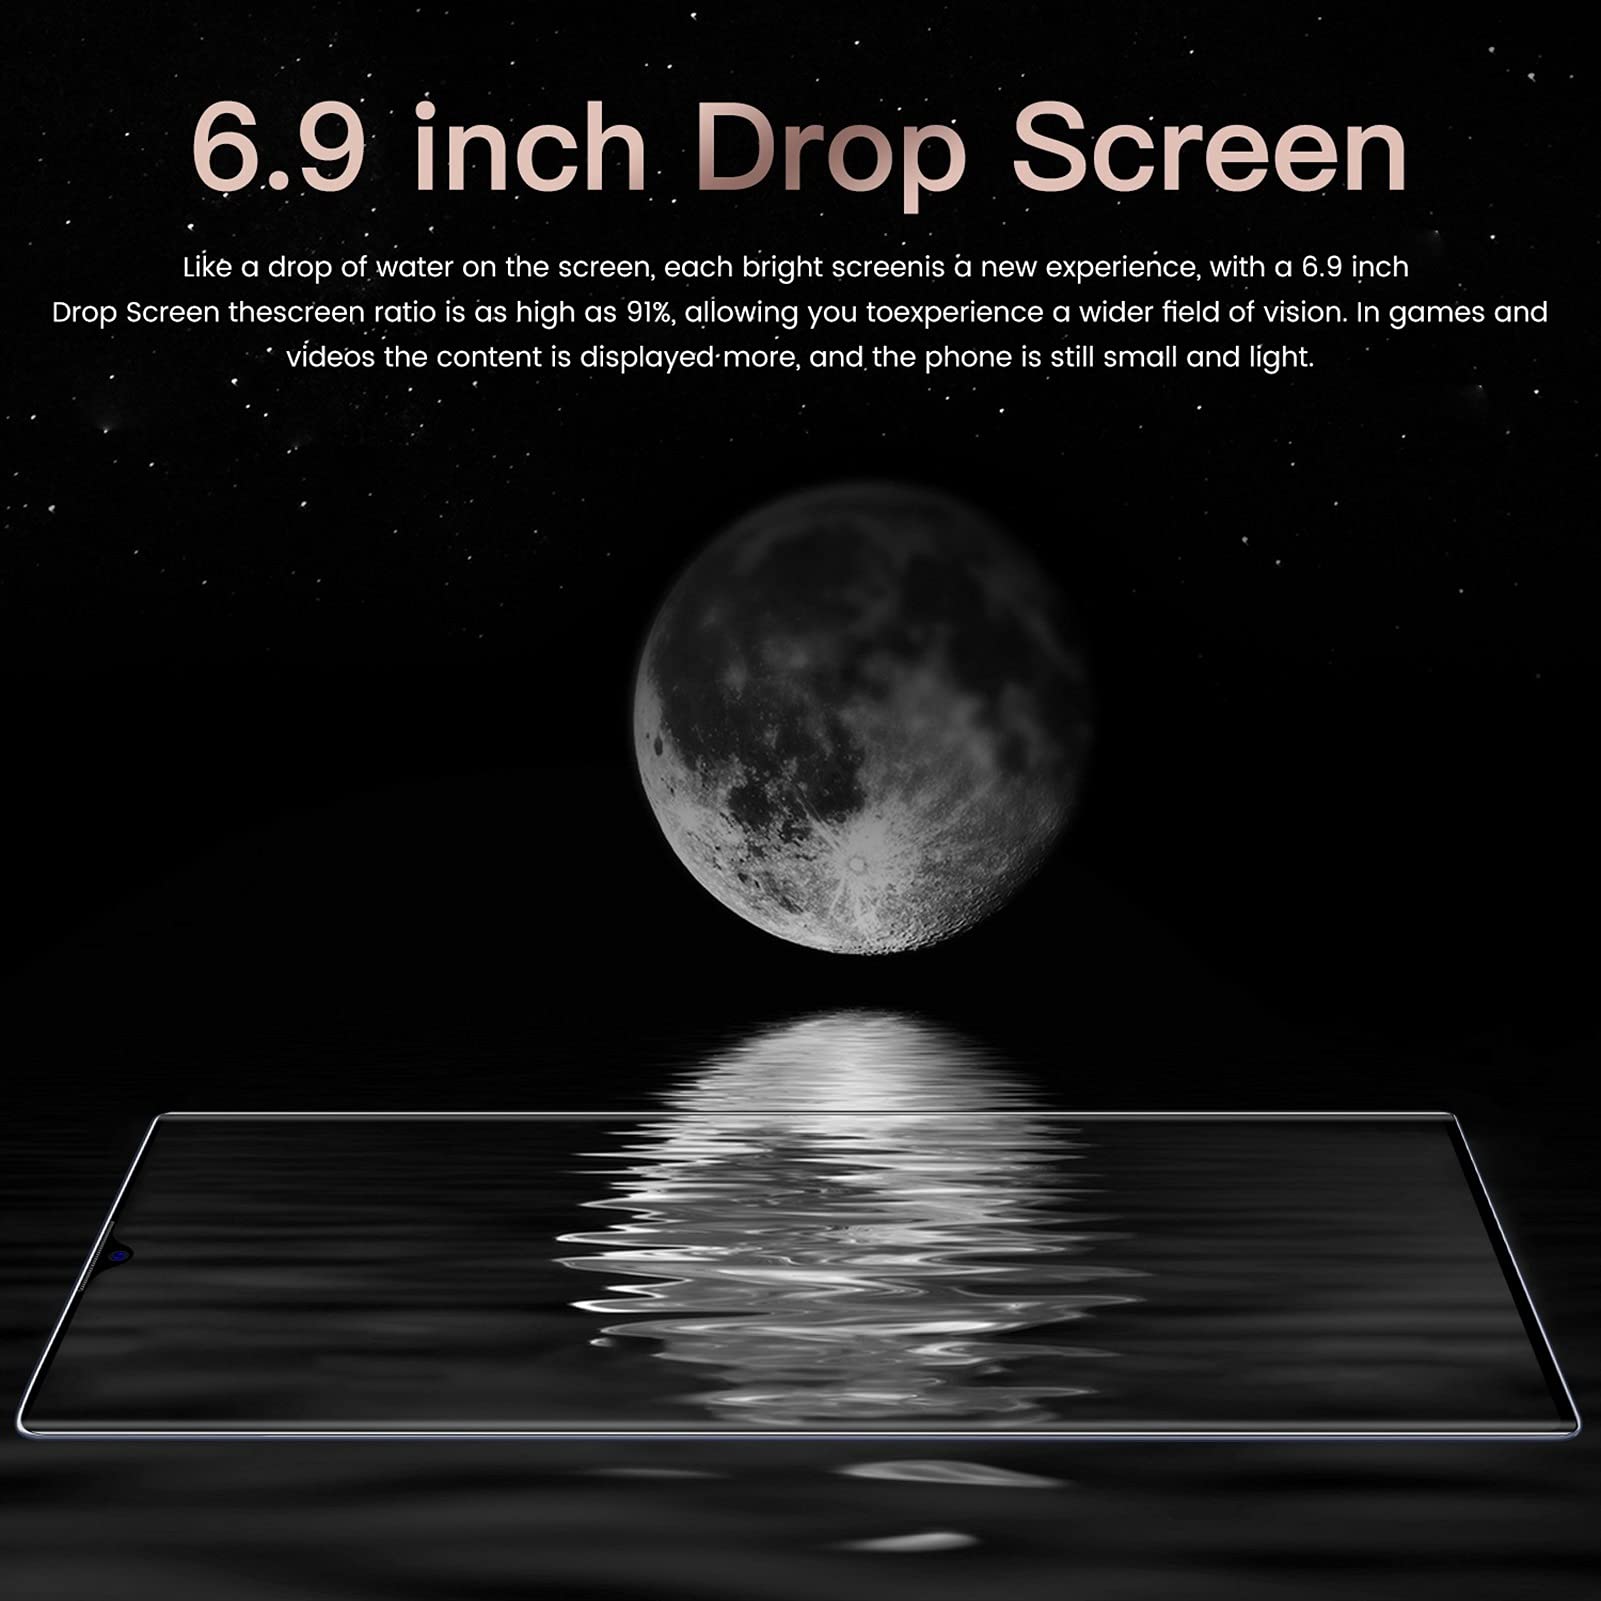 6.9 inch Drop Screen
Like a drop of water on the screen, each bright screenis a new experience, with a 6.9 inch
Drop Screen thescreen ratio is as high as 91%, allowing you toexperience a wider field of vision. In games and
videos the content is displayed more, and the phone is still small and light.